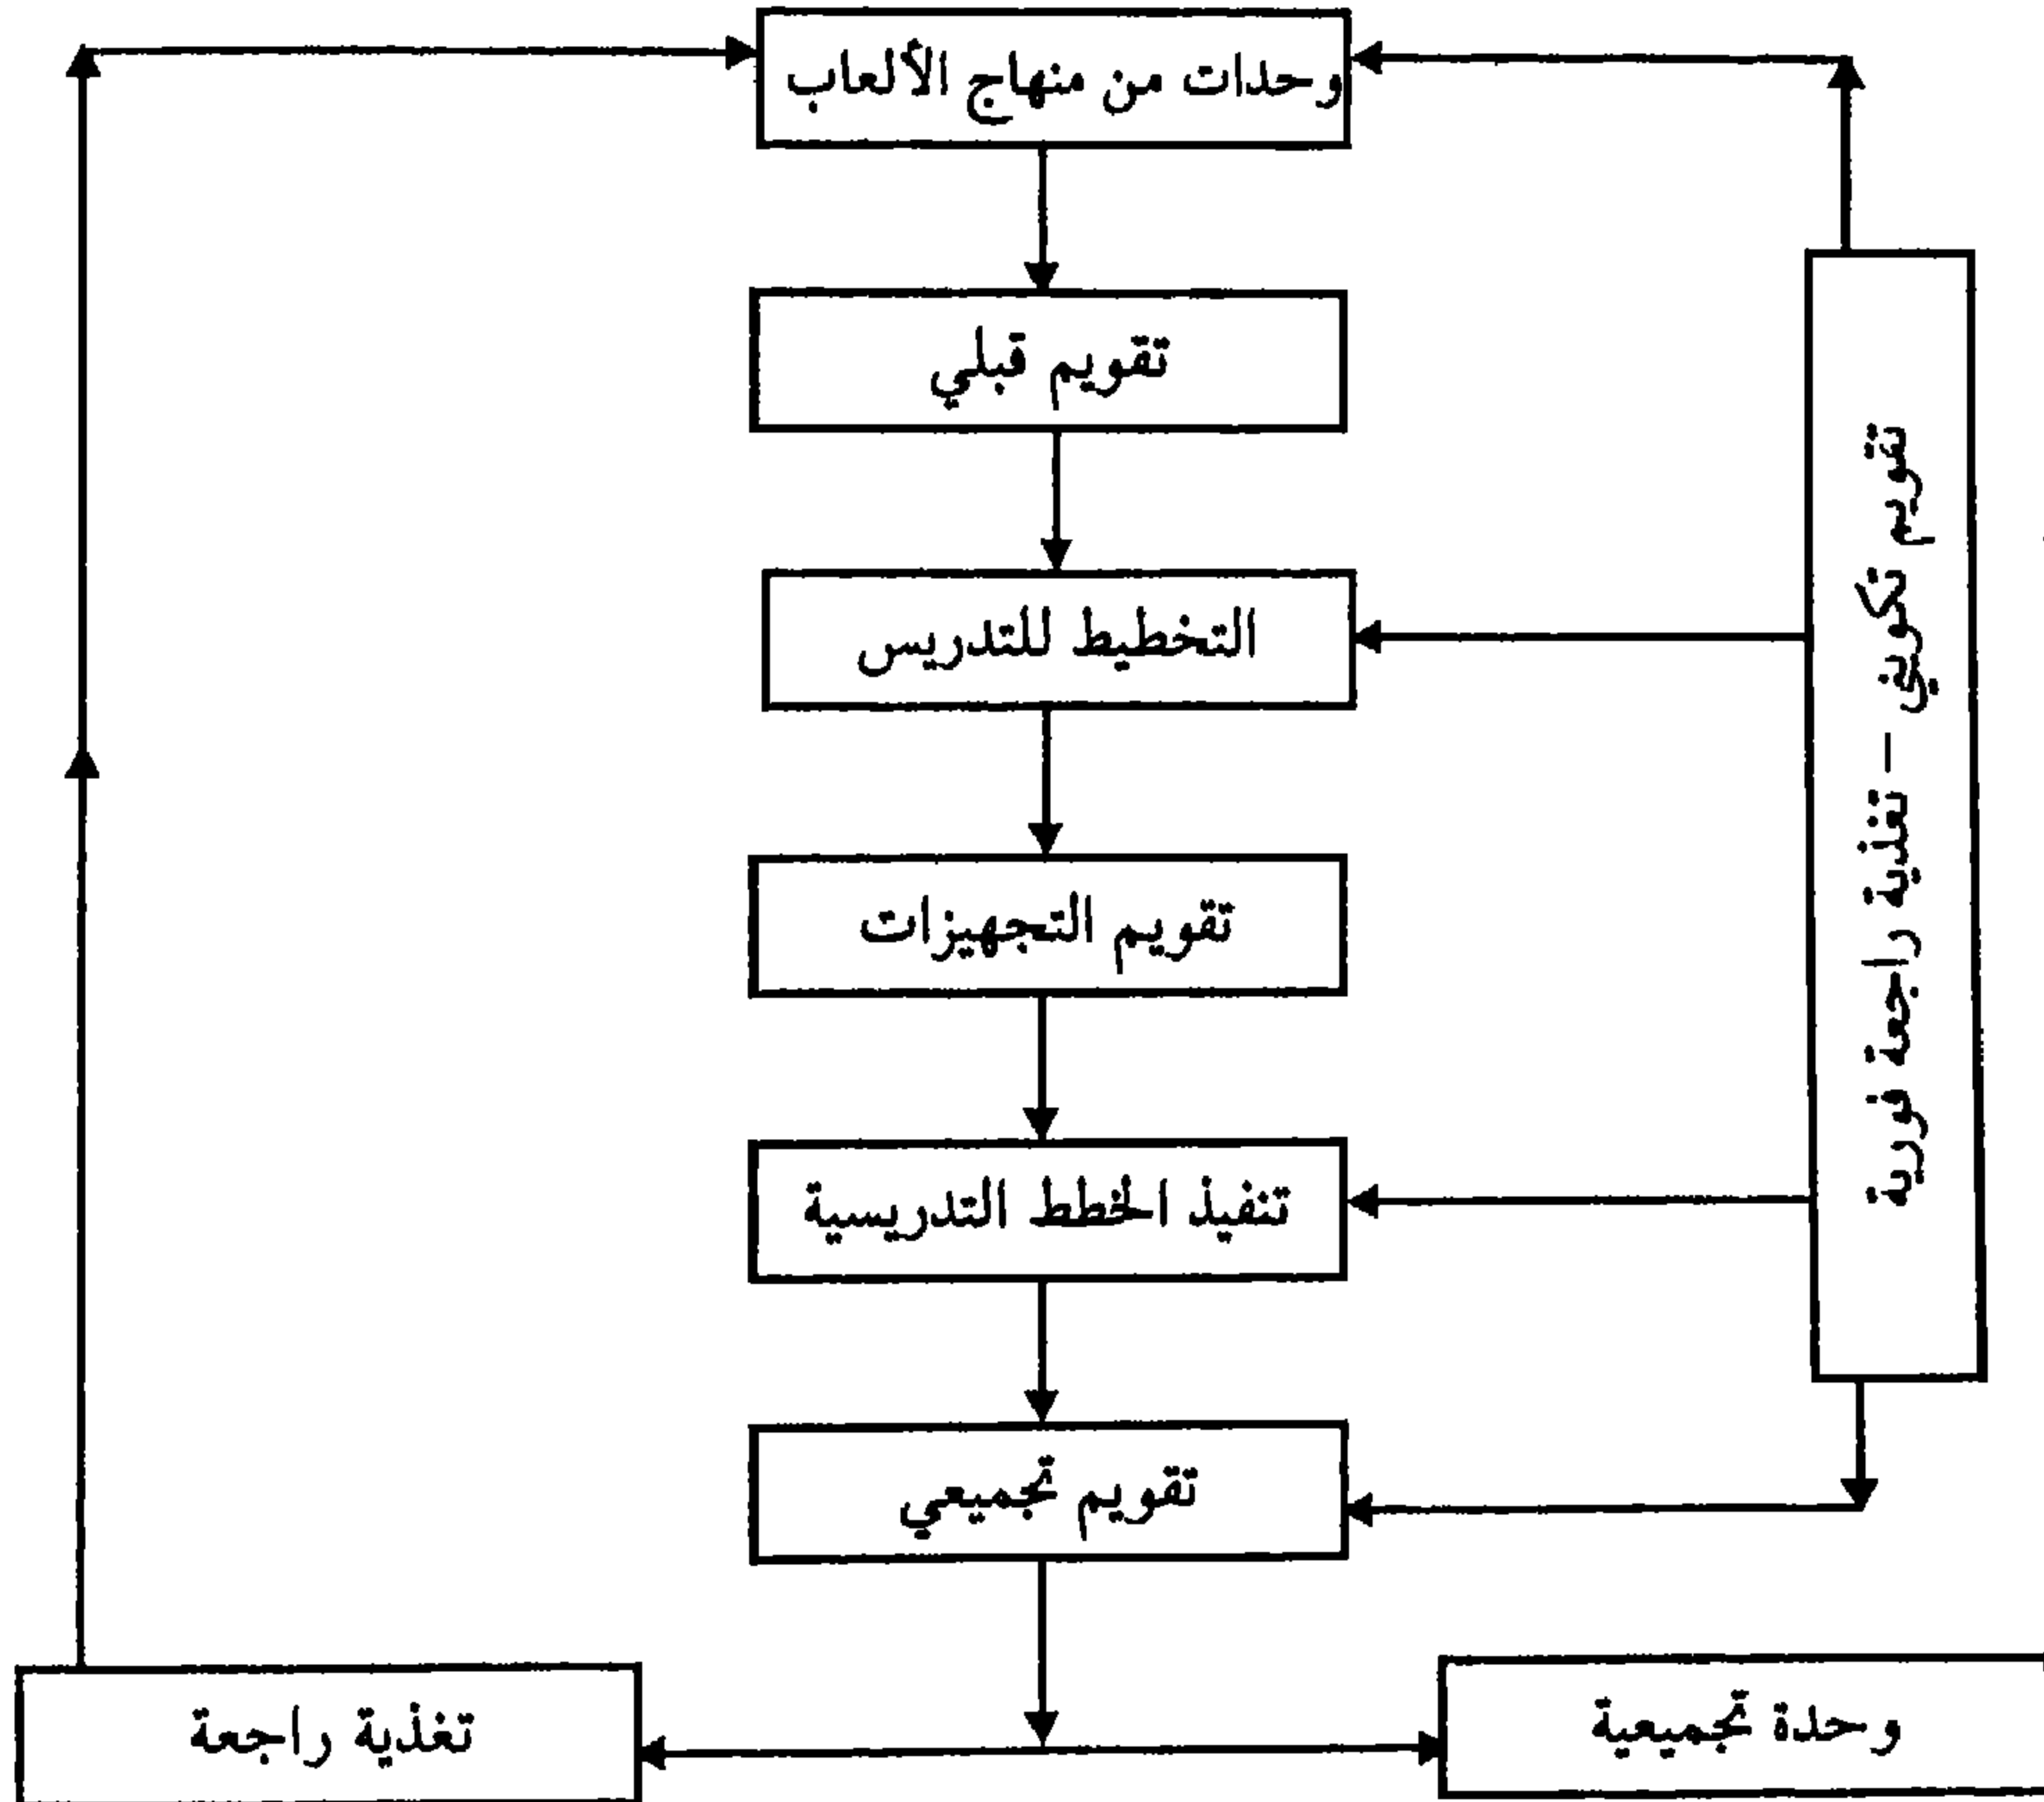 وحدات من منهاج الألعاب
تقويم قبلي
التخطيط للتدريس
تقويم التجهيزات
تنفيذ الخطط التدريسية
تقويم تجميعي
وحدة تجميعية
تغذية راجعة
تقويم تكويني – تغذية راجعة فورية